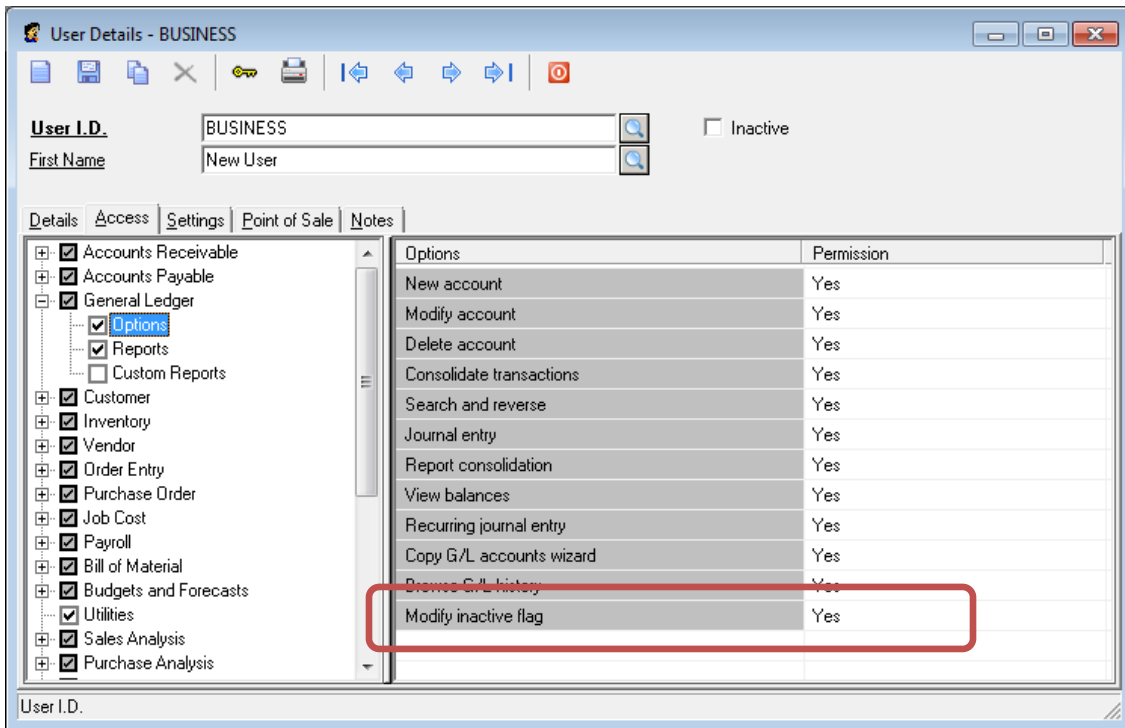 User Details - BUSINESS
User I.D. BUSINESS Inactive
First Name New User
Details Access Settings Point of Sale Notes
Accounts Receivable
Accounts Payable
General Ledger
Options
Reports
Custom Reports
Customer
Inventory
Vendor
Order Entry
Purchase Order
Job Cost
Payroll
Bill of Material
Budgets and Forecasts
Utilities
Sales Analysis
Purchase Analysis
Options Permission
New account Yes
Modify account Yes
Delete account Yes
Consolidate transactions Yes
Search and reverse Yes
Journal entry Yes
Report consolidation Yes
View balances Yes
Recurring journal entry Yes
Copy G/L accounts wizard Yes
Browse G/L history Yes
Modify inactive flag Yes
User I.D.